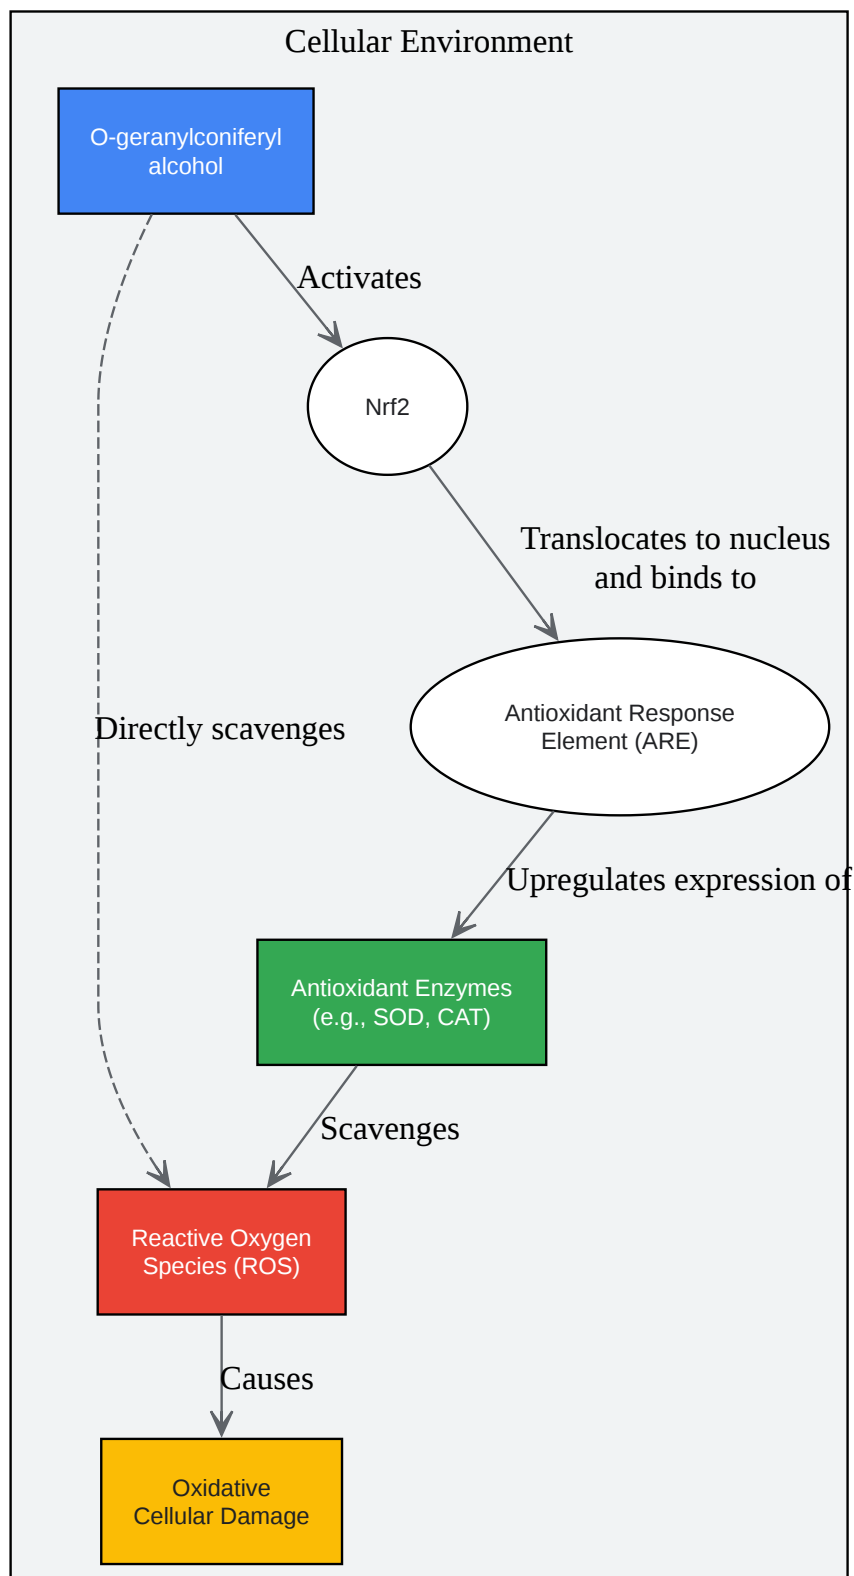 Cellular Environment
O-geranylconiferyl
alcohol
Activates
Nrf2
Translocates to nucleus
and binds to
Directly scavenges
Antioxidant Response
Element (ARE)
Upregulates expression of
Antioxidant Enzymes
(e.g., SOD, CAT)
Scavenges
Reactive Oxygen
Species (ROS)
Causes
Oxidative
Cellular Damage